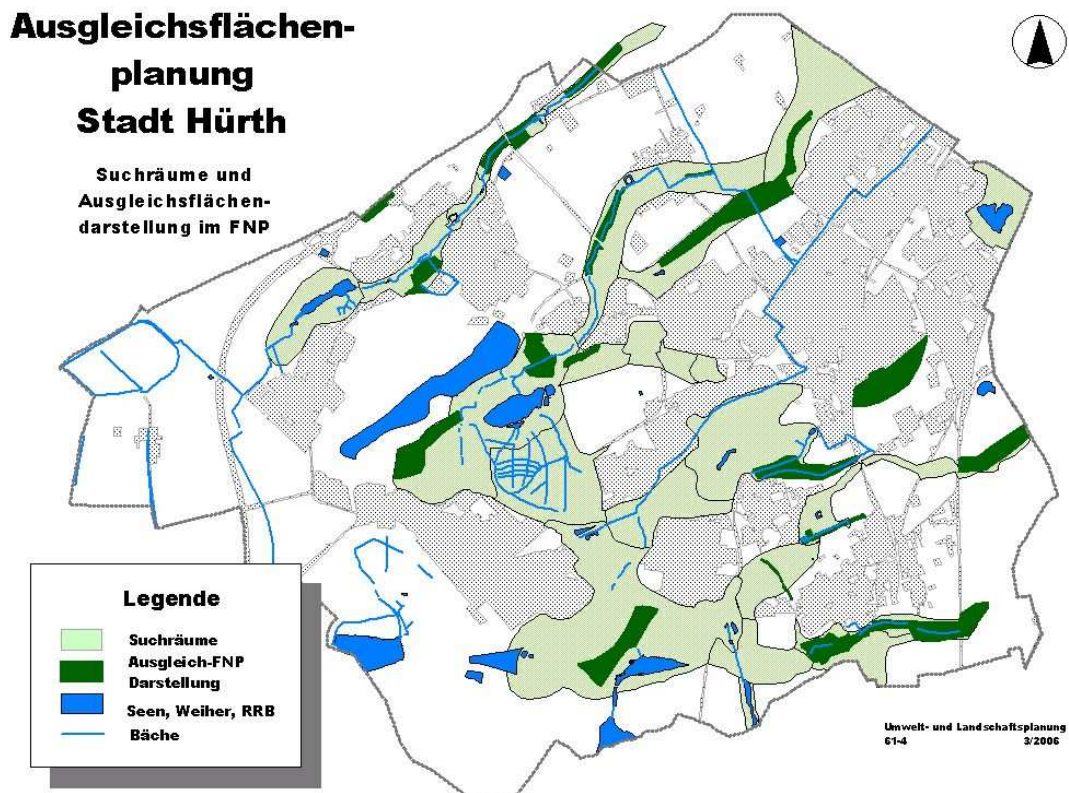 Ausgleichsflächen-
planung
Stadt Hürth
Suchräume und
Ausgleichsflächen-
darstellung im FNP
Legende
Suchräume
Ausgleich-FNP
Darstellung
Seen, Weiher, RRB
Bäche
Umwelt- und Landschaftsplanung
61-4 3/2006